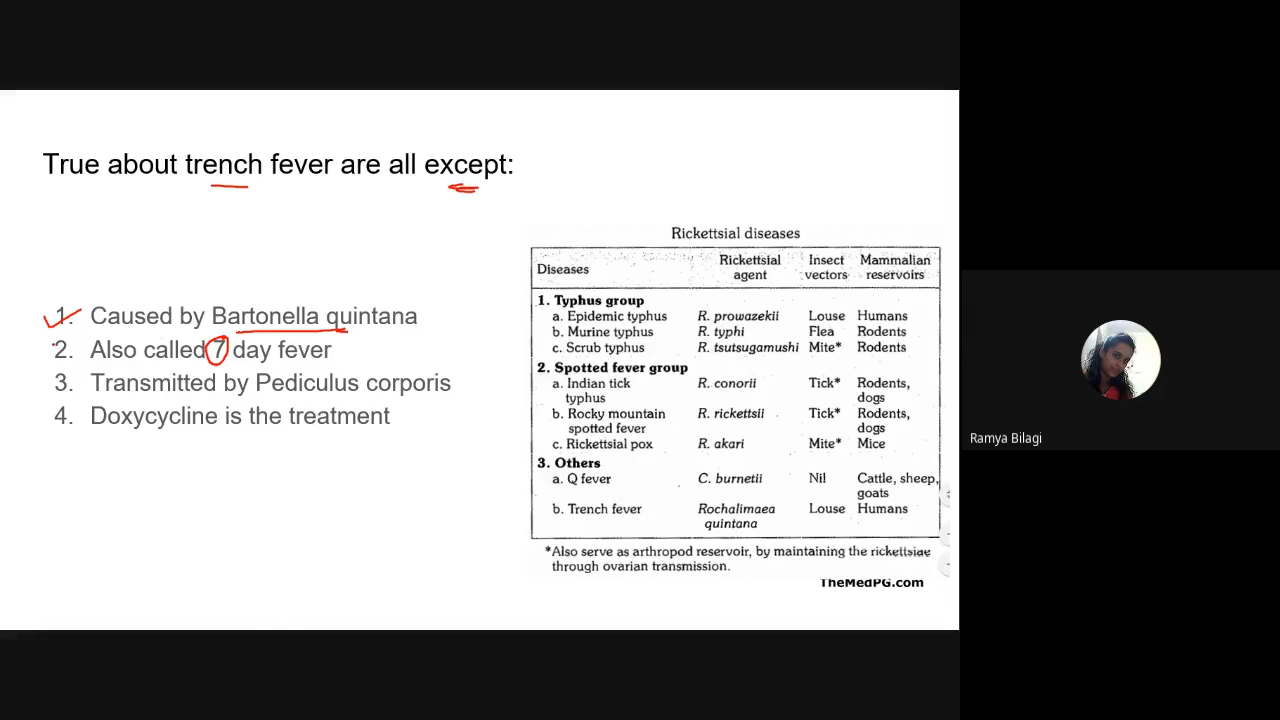 True about trench fever are all except:
1. Caused by Bartonella quintana
2. Also called 7 day fever
3. Transmitted by Pediculus corporis
4. Doxycycline is the treatment
Rickettsial diseases
Diseases Rickettsial agent Insect vectors Mammalian reservoirs
1. Typhus group
a. Epidemic typhus R. prowazekii Louse Humans
b. Murine typhus R. typhi Flea Rodents
c. Scrub typhus R. tsutsugamushi Mite* Rodents
2. Spotted fever group
a. Indian tick typhus R. conorii Tick* Rodents, dogs
b. Rocky mountain spotted fever R. rickettsii Tick* Rodents, dogs
c. Rickettsial pox R. akari Mite* Mice
3. Others
a. Q fever C. burnetii Nil Cattle, sheep, goats
b. Trench fever Rochalimaea quintana Louse Humans
*Also serve as arthropod reservoir, by maintaining the rickettsiae
through ovarian transmission.
TheMedPG.com
Ramya Bilagi